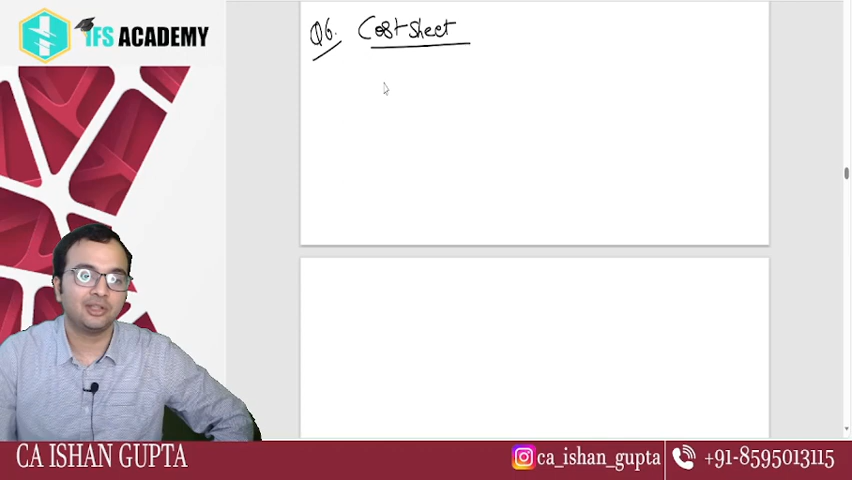 IFS ACADEMY
Q6. Cost sheet
CA ISHAN GUPTA
ca_ishan_gupta
+91-8595013115